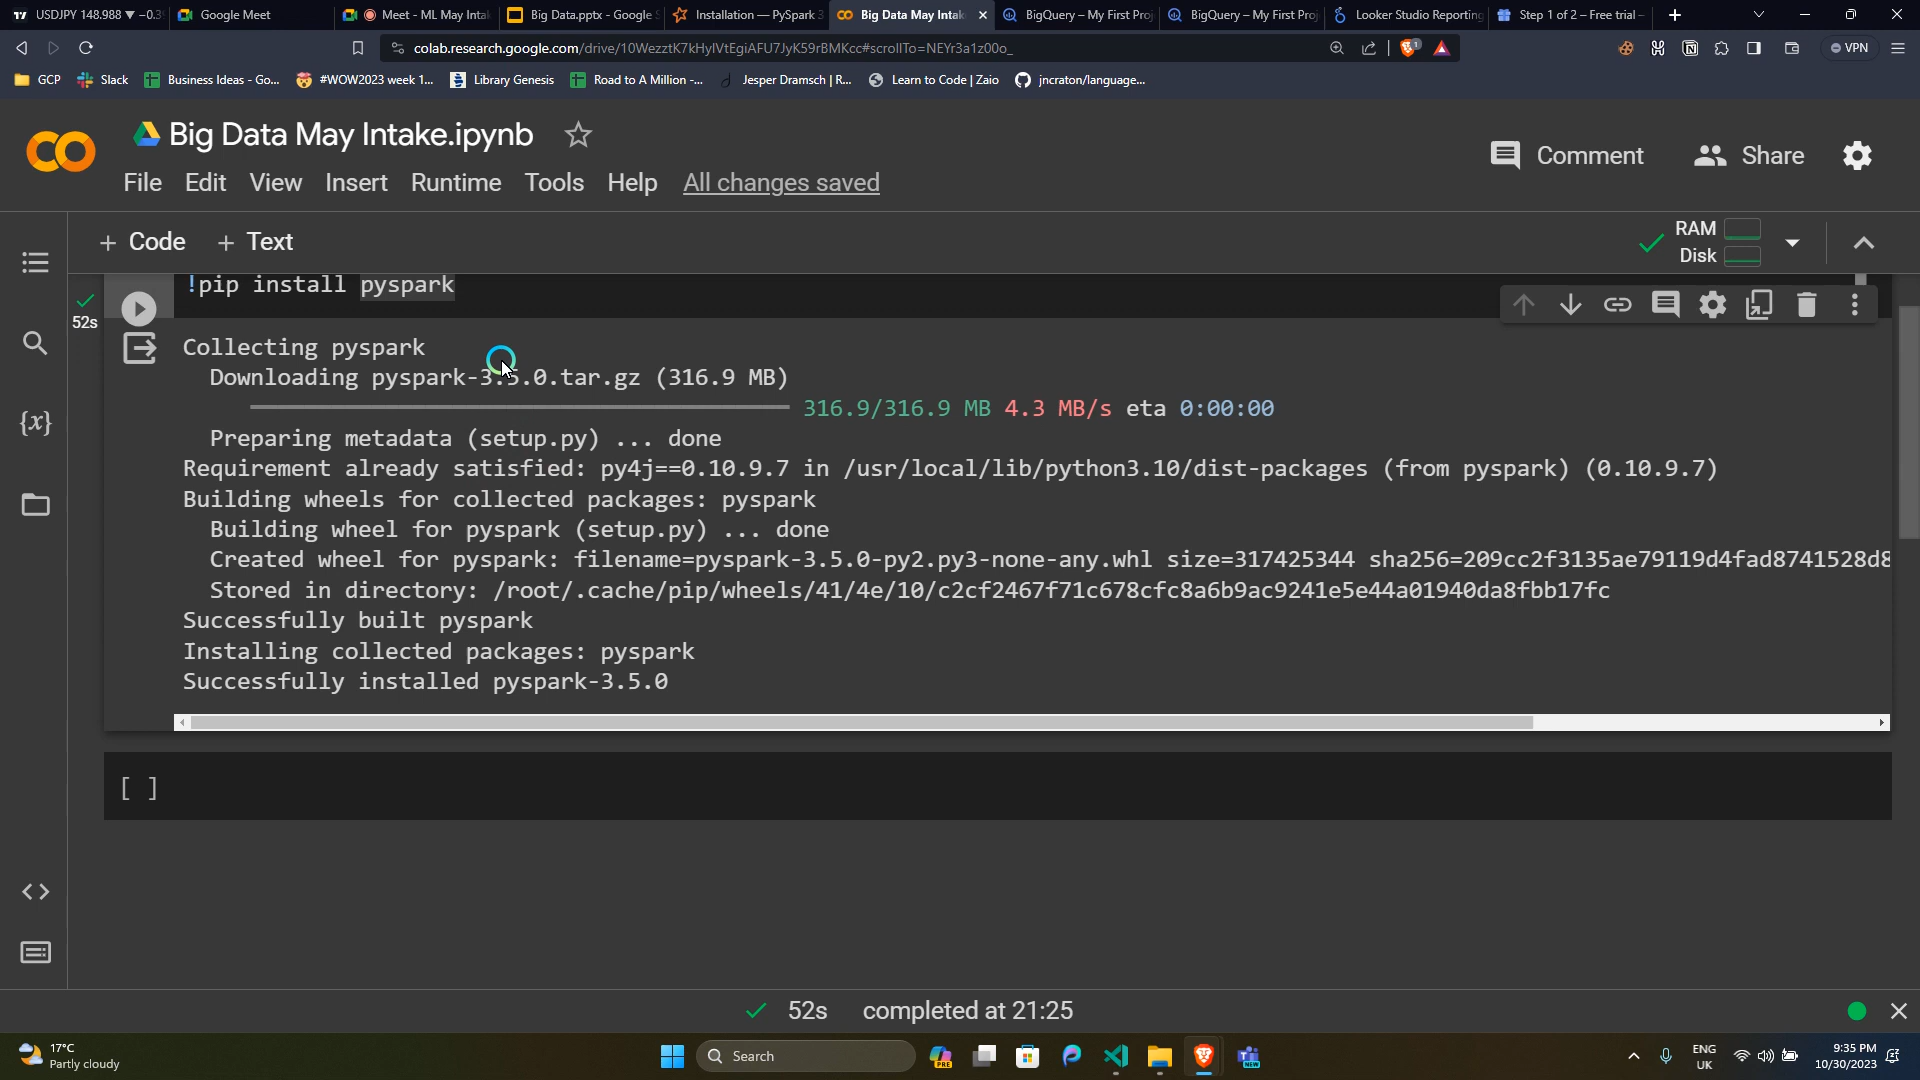 USDJPY 148.988 ▼ −0.3
Google Meet
Meet - ML May Intak
Big Data.pptx - Google S
Installation — PySpark 3
Big Data May Intak
BigQuery – My First Proj
BigQuery – My First Proj
Looker Studio Reporting
Step 1 of 2 – Free trial –
colab.research.google.com/drive/10WezztK7kHyIVtEgiAFU7JyK59rBMKcc#scrollTo=NEYr3a1z00o_
VPN
GCP
Slack
Business Ideas - Go...
#WOW2023 week 1...
Library Genesis
Road to A Million -...
Jesper Dramsch | R...
Learn to Code | Zaio
jncraton/language...
Big Data May Intake.ipynb
Comment
Share
File Edit View Insert Runtime Tools Help All changes saved
+ Code + Text
RAM
Disk
!pip install pyspark
52s
Collecting pyspark
Downloading pyspark-3.5.0.tar.gz (316.9 MB)
316.9/316.9 MB 4.3 MB/s eta 0:00:00
Preparing metadata (setup.py) ... done
Requirement already satisfied: py4j==0.10.9.7 in /usr/local/lib/python3.10/dist-packages (from pyspark) (0.10.9.7)
Building wheels for collected packages: pyspark
Building wheel for pyspark (setup.py) ... done
Created wheel for pyspark: filename=pyspark-3.5.0-py2.py3-none-any.whl size=317425344 sha256=209cc2f3135ae79119d4fad8741528d8
Stored in directory: /root/.cache/pip/wheels/41/4e/10/c2cf2467f71c678cfc8a6b9ac9241e5e44a01940da8fbb17fc
Successfully built pyspark
Installing collected packages: pyspark
Successfully installed pyspark-3.5.0
{x}
[ ]
52s completed at 21:25
17°C
Partly cloudy
Search
PRE
NEW
ENG
UK
9:35 PM
10/30/2023